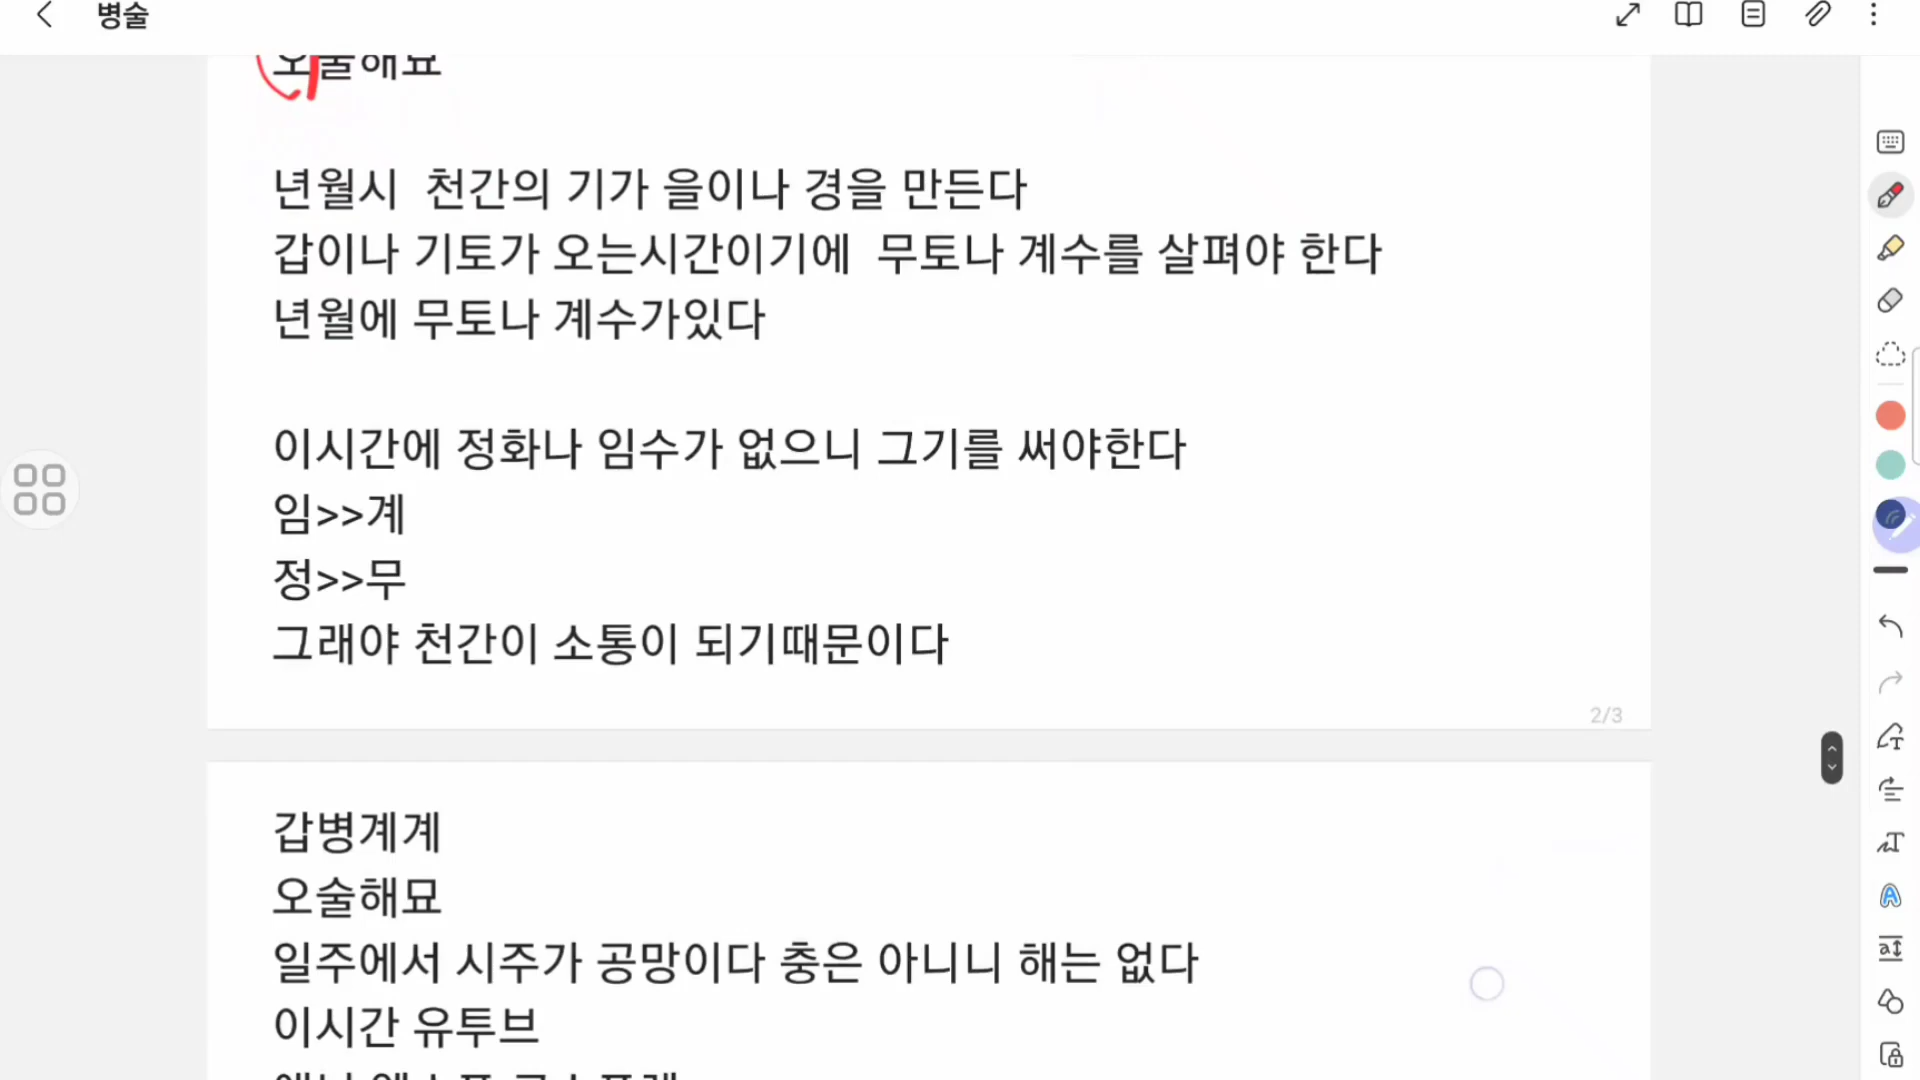 병술
오술해묘
년월시 천간의 기가 을이나 경을 만든다
갑이나 기토가 오는시간이기에 무토나 계수를 살펴야 한다
년월에 무토나 계수가있다
이시간에 정화나 임수가 없으니 그기를 써야한다
임>>계
정>>무
그래야 천간이 소통이 되기때문이다
2/3
갑병계계
오술해묘
일주에서 시주가 공망이다 충은 아니니 해는 없다
이시간 유투브